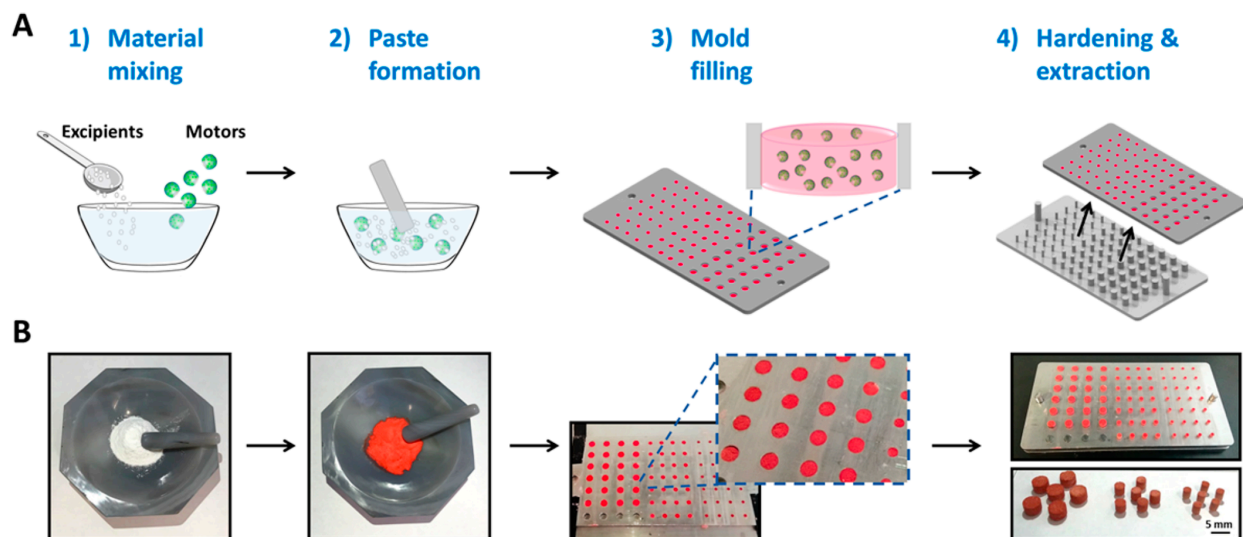 A
1) Material
mixing
2) Paste
formation
3) Mold
filling
4) Hardening &
extraction
Excipients
Motors
B
5 mm